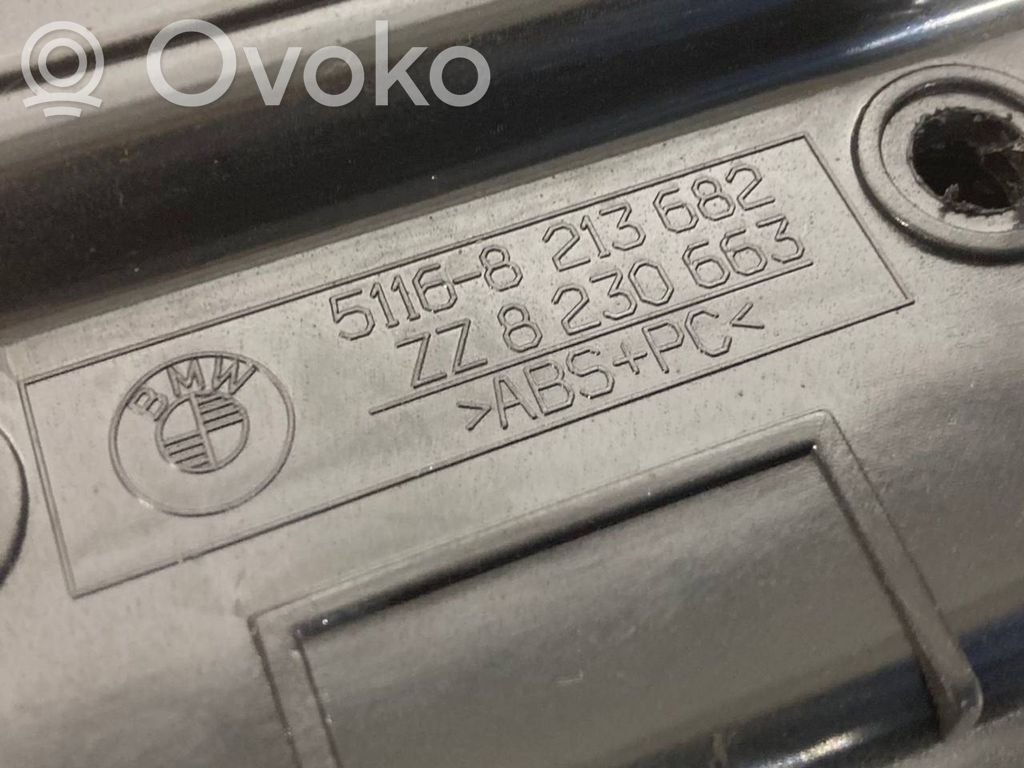 Ovoko
5116-8 213 682
ZZ 8 230 663
>ABS+PC<
BMW